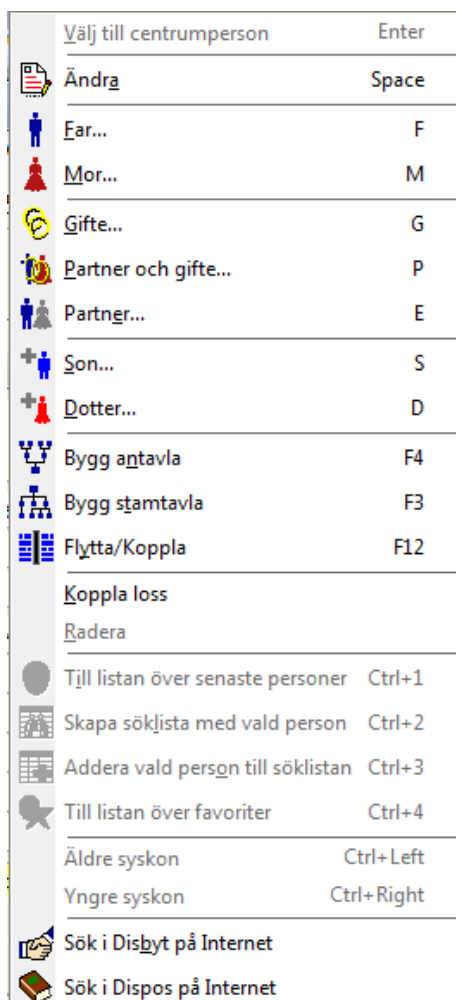 Välj till centrumperson Enter
Ändra Space
Far... F
Mor... M
Gifte... G
Partner och gifte... P
Partner... E
Son... S
Dotter... D
Bygg antavla F4
Bygg stamtavla F3
Flytta/Koppla F12
Koppla loss
Radera
Till listan över senaste personer Ctrl+1
Skapa söklista med vald person Ctrl+2
Addera vald person till söklistan Ctrl+3
Till listan över favoriter Ctrl+4
Äldre syskon Ctrl+Left
Yngre syskon Ctrl+Right
Sök i Disbyt på Internet
Sök i Dispos på Internet